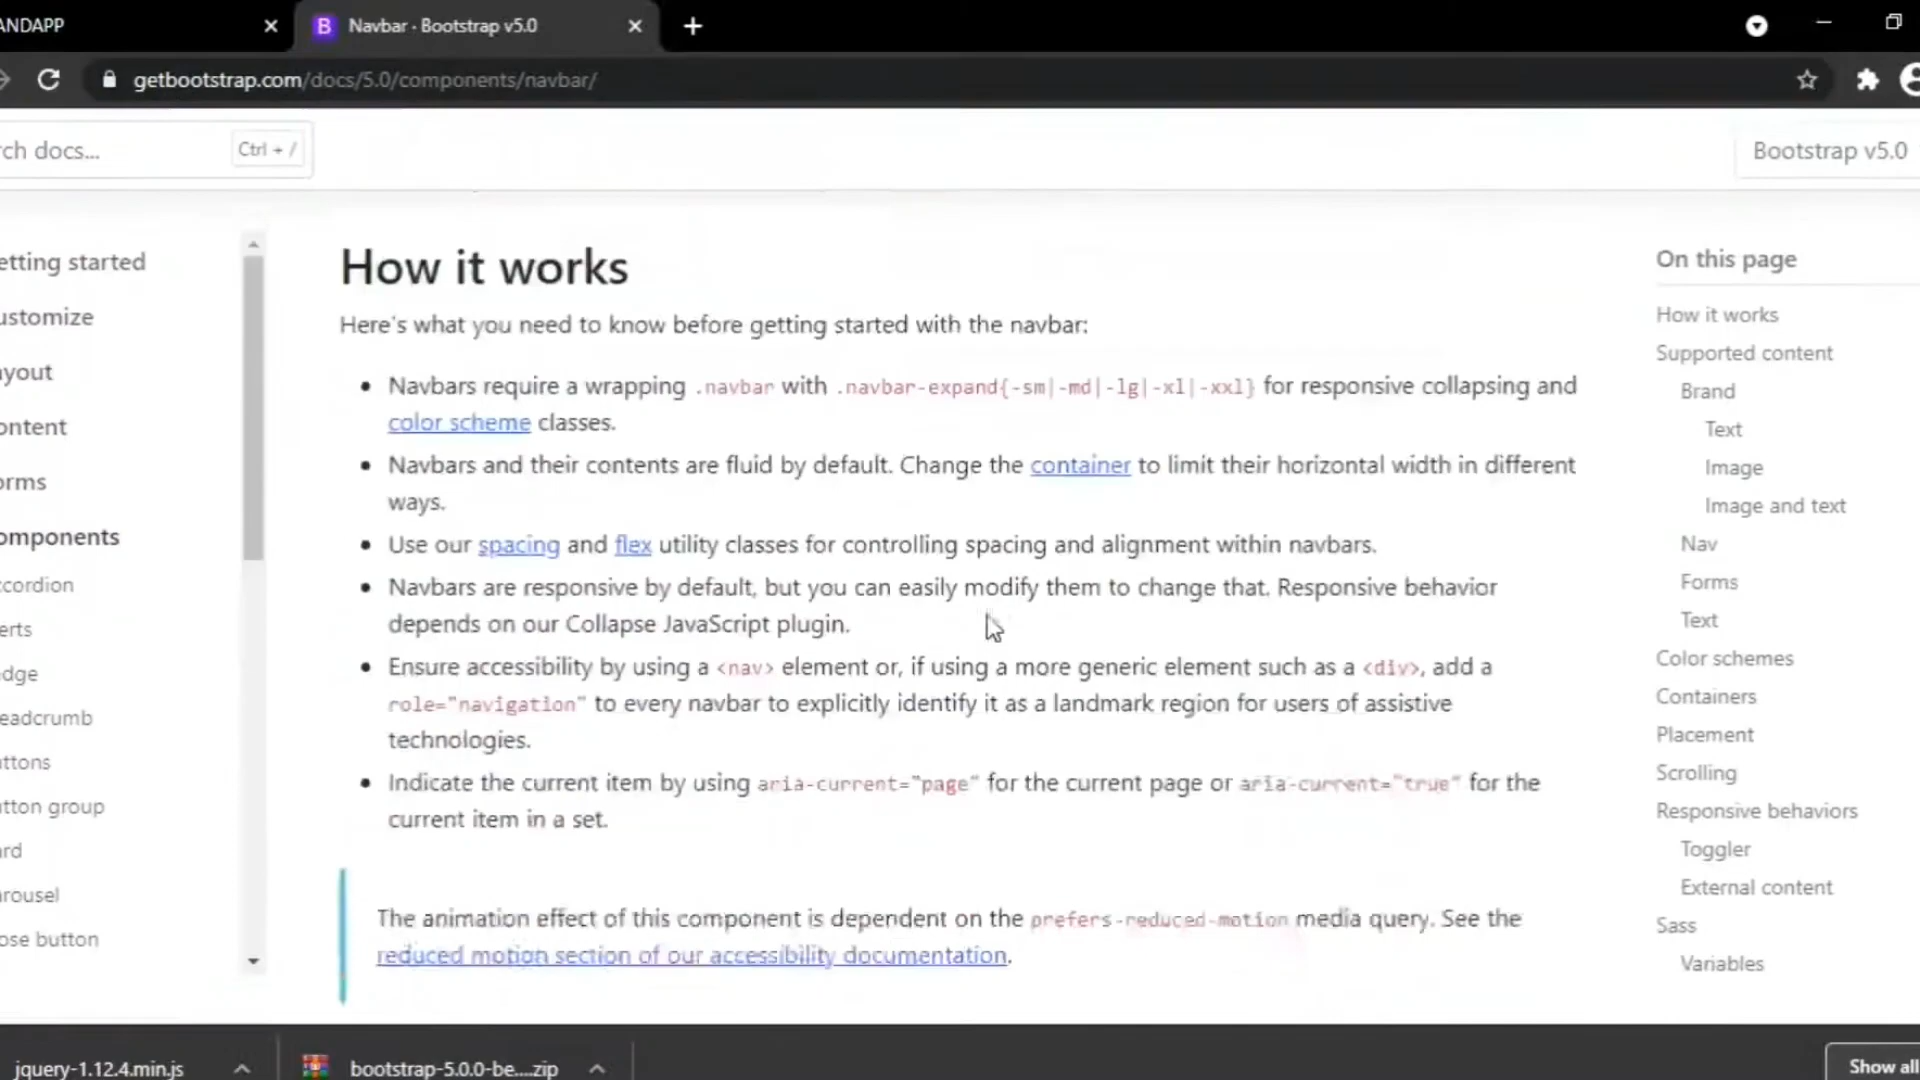 ANDAPP
Navbar · Bootstrap v5.0
getbootstrap.com/docs/5.0/components/navbar/
rch docs...
Ctrl + /
Bootstrap v5.0
etting started
ustomize
ayout
ontent
orms
omponents
ccordion
erts
dge
eadcrumb
ttons
tton group
rd
arousel
ose button
How it works
Here's what you need to know before getting started with the navbar:
• Navbars require a wrapping .navbar with .navbar-expand{-sm|-md|-lg|-xl|-xxl} for responsive collapsing and
color scheme classes.
• Navbars and their contents are fluid by default. Change the container to limit their horizontal width in different
ways.
• Use our spacing and flex utility classes for controlling spacing and alignment within navbars.
• Navbars are responsive by default, but you can easily modify them to change that. Responsive behavior
depends on our Collapse JavaScript plugin.
• Ensure accessibility by using a <nav> element or, if using a more generic element such as a <div>, add a
role="navigation" to every navbar to explicitly identify it as a landmark region for users of assistive
technologies.
• Indicate the current item by using aria-current="page" for the current page or aria-current="true" for the
current item in a set.
The animation effect of this component is dependent on the prefers-reduced-motion media query. See the
reduced motion section of our accessibility documentation.
On this page
How it works
Supported content
Brand
Text
Image
Image and text
Nav
Forms
Text
Color schemes
Containers
Placement
Scrolling
Responsive behaviors
Toggler
External content
Sass
Variables
jquery-1.12.4.min.js
bootstrap-5.0.0-be....zip
Show all